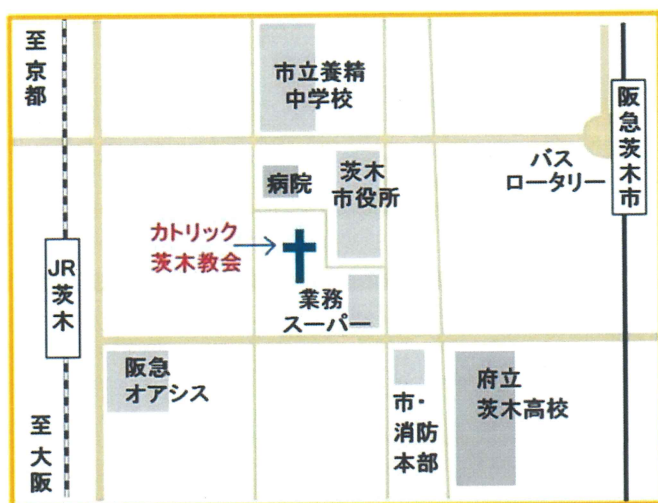 至京都
市立養精
中学校
阪急茨木市
バス
ロータリー
病院
茨木
市役所
カトリック
茨木教会
JR茨木
業務
スーパー
阪急
オアシス
市・
消防
本部
府立
茨木高校
至大阪